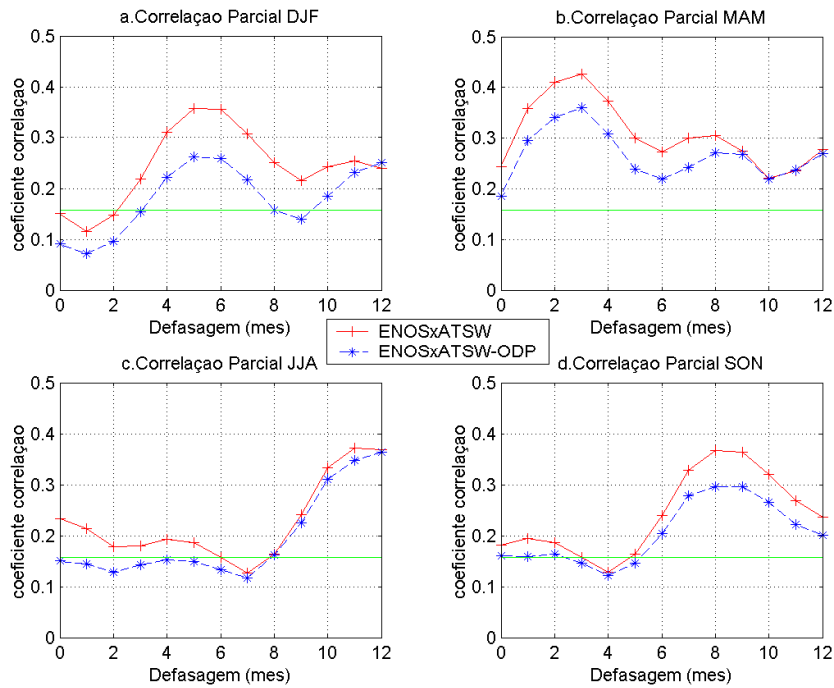 a.Correlaçao Parcial DJF
coeficiente correlaçao
0.5
0.4
0.3
0.2
0.1
0
0 2 4 6 8 10 12
Defasagem (mes)
b.Correlaçao Parcial MAM
coeficiente correlaçao
0.5
0.4
0.3
0.2
0.1
0
0 2 4 6 8 10 12
Defasagem (mes)
ENOSxATSW
ENOSxATSW-ODP
c.Correlaçao Parcial JJA
coeficiente correlaçao
0.5
0.4
0.3
0.2
0.1
0
0 2 4 6 8 10 12
Defasagem (mes)
d.Correlaçao Parcial SON
coeficiente correlaçao
0.5
0.4
0.3
0.2
0.1
0
0 2 4 6 8 10 12
Defasagem (mes)